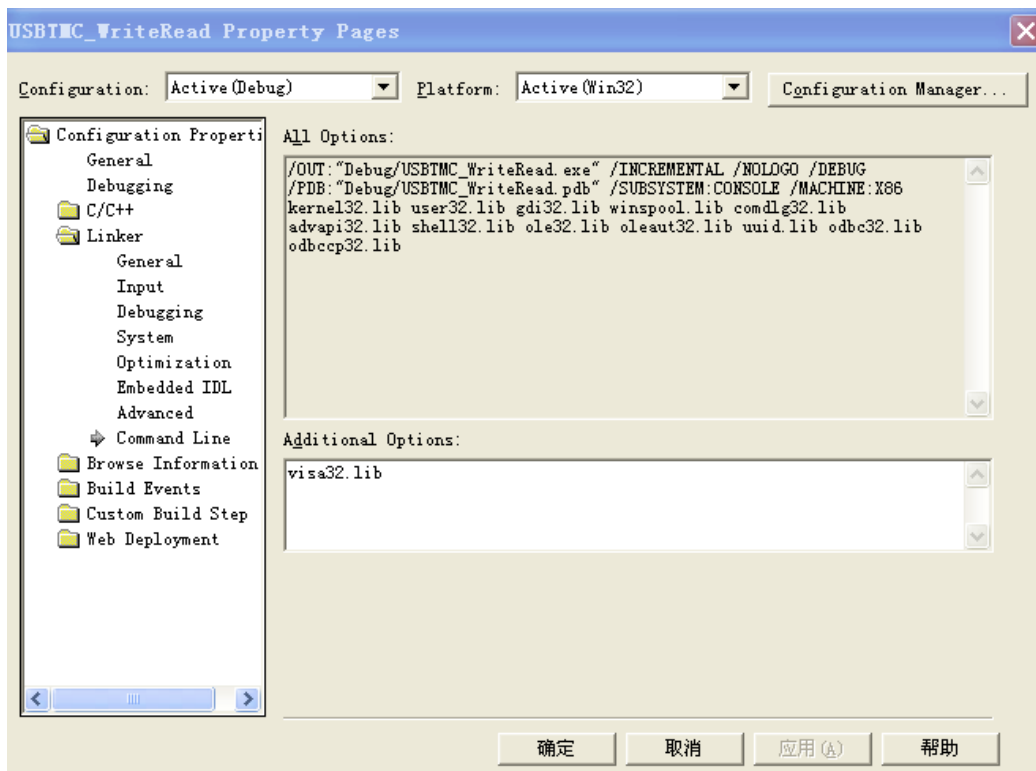 USBTMC_WriteRead Property Pages
Configuration: Active(Debug) Platform: Active(Win32) Configuration Manager...
Configuration Properti
General
Debugging
C/C++
Linker
General
Input
Debugging
System
Optimization
Embedded IDL
Advanced
Command Line
Browse Information
Build Events
Custom Build Step
Web Deployment
All Options:
/OUT:"Debug/USBTMC_WriteRead.exe" /INCREMENTAL /NOLOGO /DEBUG
/PDB:"Debug/USBTMC_WriteRead.pdb" /SUBSYSTEM:CONSOLE /MACHINE:X86
kernel32.lib user32.lib gdi32.lib winspool.lib comdlg32.lib
advapi32.lib shell32.lib ole32.lib oleaut32.lib uuid.lib odbc32.lib
odbccp32.lib
Additional Options:
visa32.lib
确定 取消 应用(A) 帮助